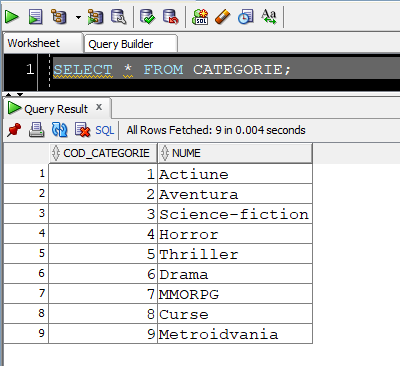 SQL
Aa
Worksheet Query Builder
1 SELECT * FROM CATEGORIE;
Query Result x
SQL | All Rows Fetched: 9 in 0.004 seconds
COD_CATEGORIE NUME
1 1 Actiune
2 2 Aventura
3 3 Science-fiction
4 4 Horror
5 5 Thriller
6 6 Drama
7 7 MMORPG
8 8 Curse
9 9 Metroidvania